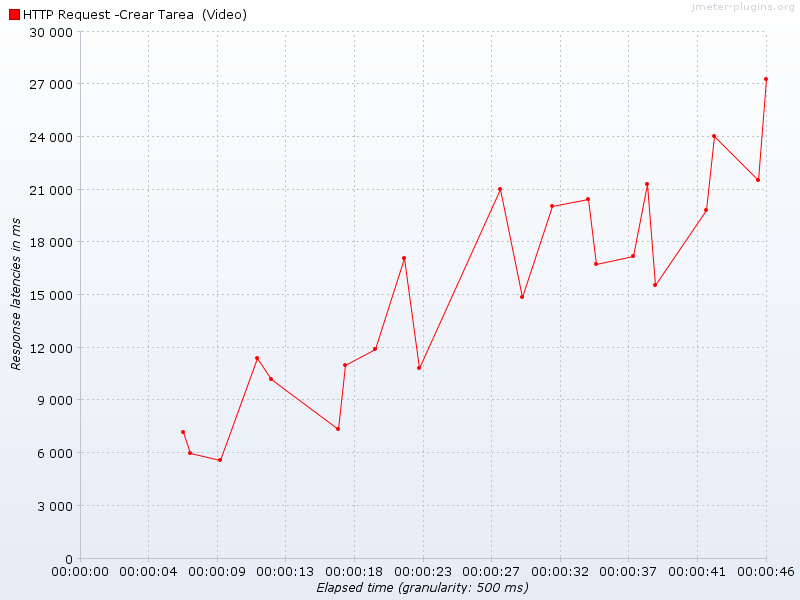 jmeter-plugins.org
HTTP Request -Crear Tarea (Video)
30 000
27 000
24 000
21 000
18 000
15 000
12 000
9 000
6 000
3 000
0
Response latencies in ms
00:00:00 00:00:04 00:00:09 00:00:13 00:00:18 00:00:23 00:00:27 00:00:32 00:00:37 00:00:41 00:00:46
Elapsed time (granularity: 500 ms)